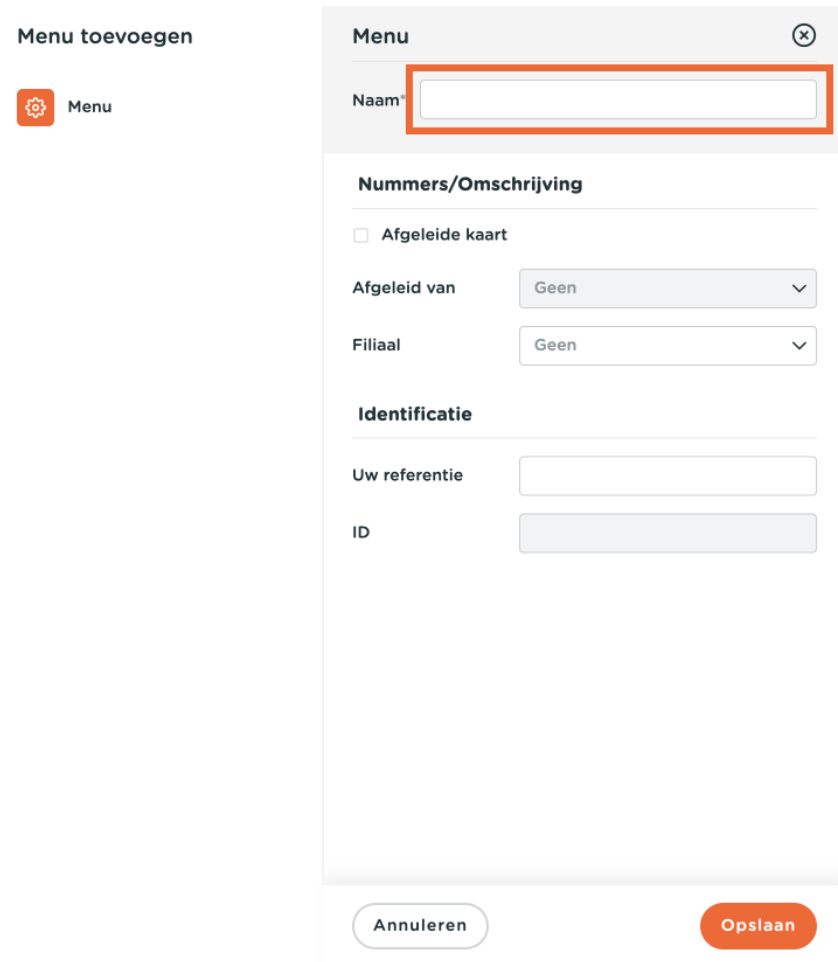 Menu toevoegen
Menu
Menu
Naam*
Nummers/Omschrijving
Afgeleide kaart
Afgeleid van
Geen
Filiaal
Geen
Identificatie
Uw referentie
ID
Annuleren
Opslaan